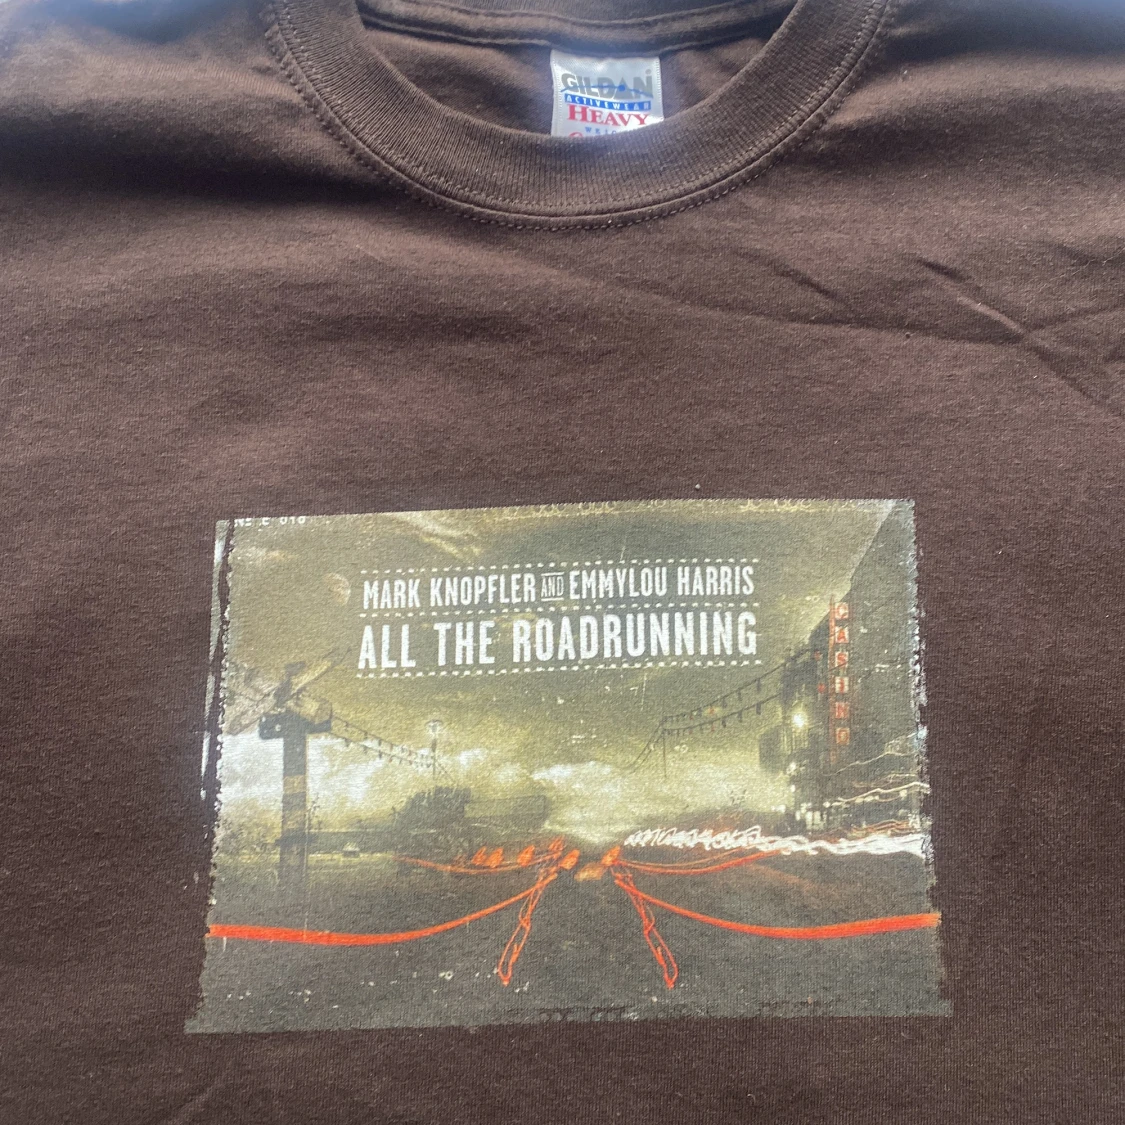 GILDAN
ACTIVEWEAR
HEAVY
MARK KNOPFLER AND EMMYLOU HARRIS
ALL THE ROADRUNNING
CASINO